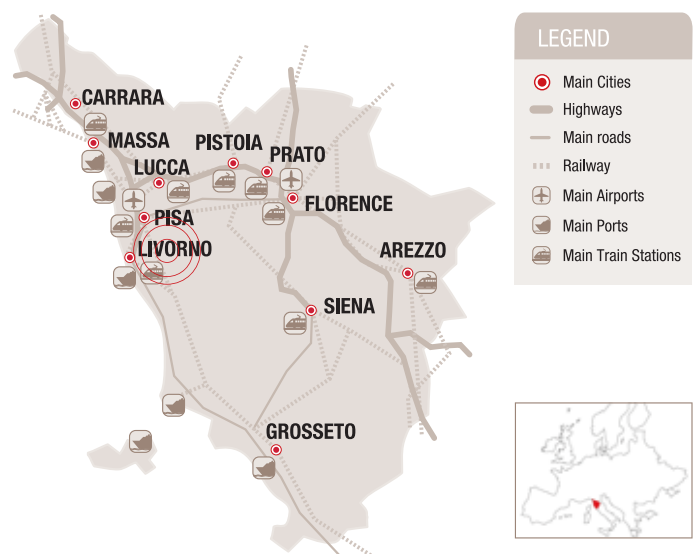 CARRARA
MASSA
PISTOIA
PRATO
LUCCA
FLORENCE
PISA
LIVORNO
AREZZO
SIENA
GROSSETO
LEGEND
Main Cities
Highways
Main roads
Railway
Main Airports
Main Ports
Main Train Stations